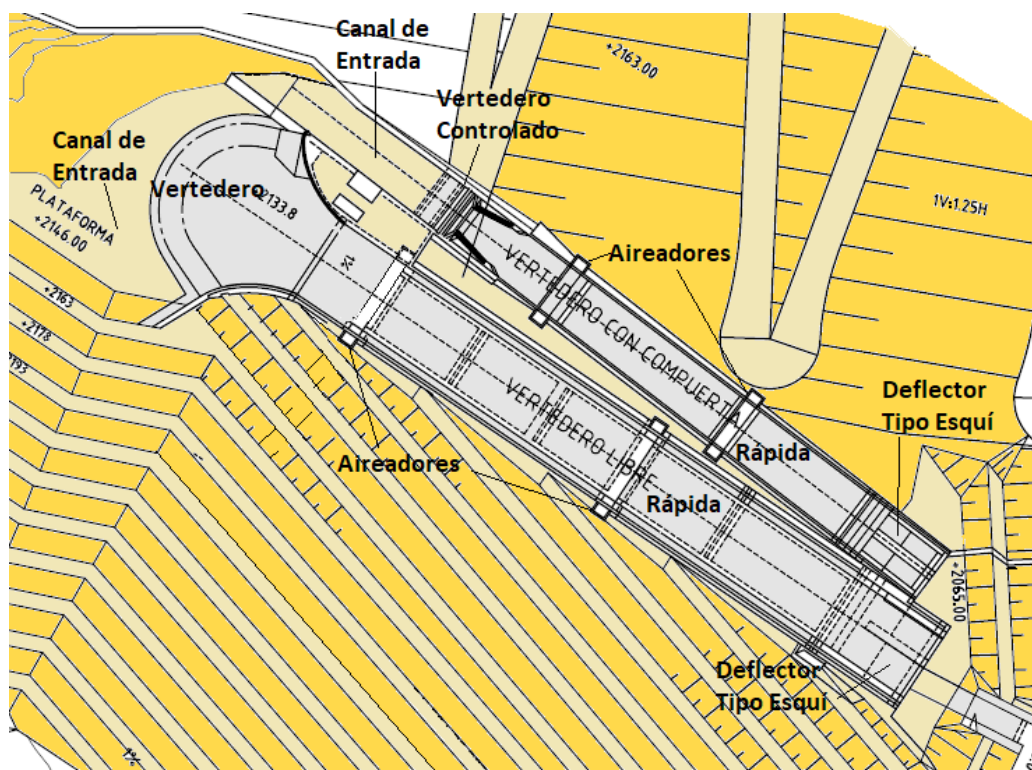 Canal de
Entrada
+2163.00
Vertedero
Controlado
Canal de
Entrada
Vertedero
+2133.8
PLATAFORMA
+2146.00
1V:1.25H
Aireadores
VERTEDERO CON COMPUERTA
+2163
+2178
2193
VERTEDERO LIBRE
Deflector
Tipo Esquí
Rápida
Aireadores
Rápida
+2065.00
Deflector
Tipo Esquí
1%